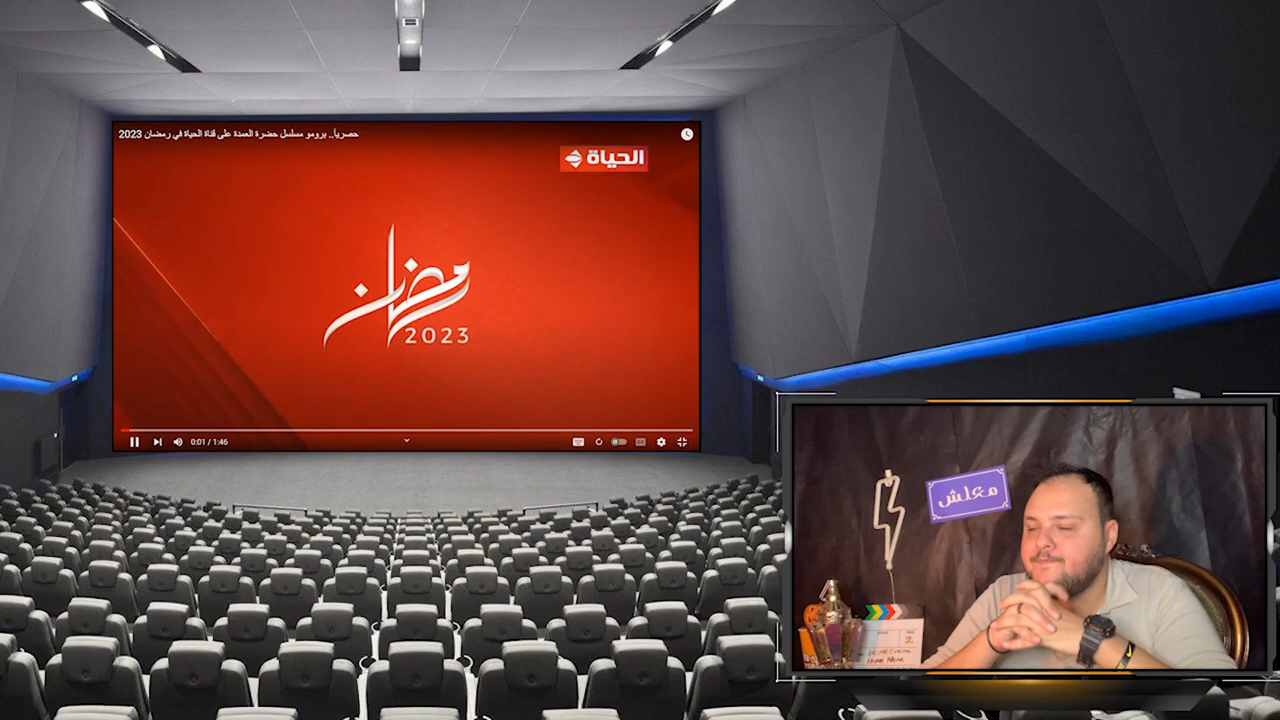 حصرياً.. برومو مسلسل حضرة العمدة على قناة الحياة في رمضان 2023
الحياة
رمضان
2023
0:01 / 1:46
معلش
2